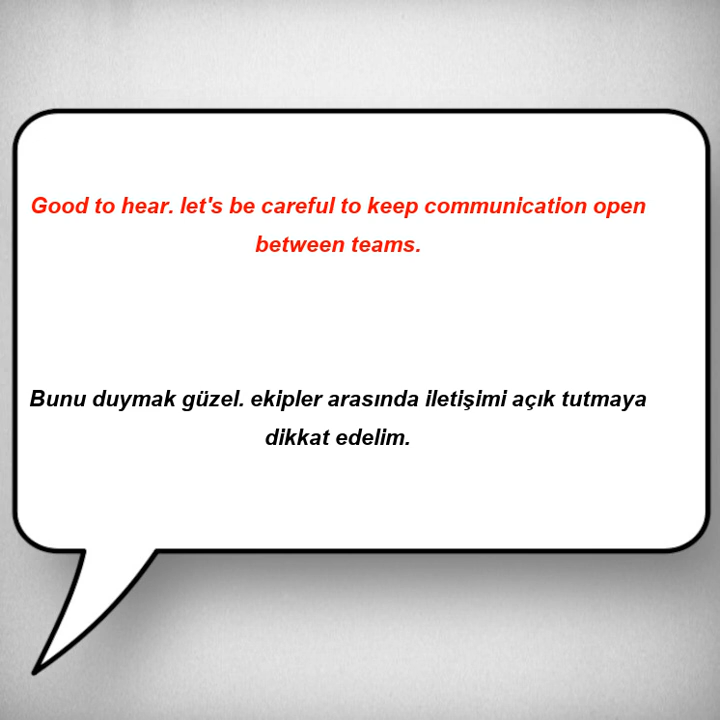 Good to hear. let's be careful to keep communication open
between teams.
Bunu duymak güzel. ekipler arasında iletişimi açık tutmaya
dikkat edelim.